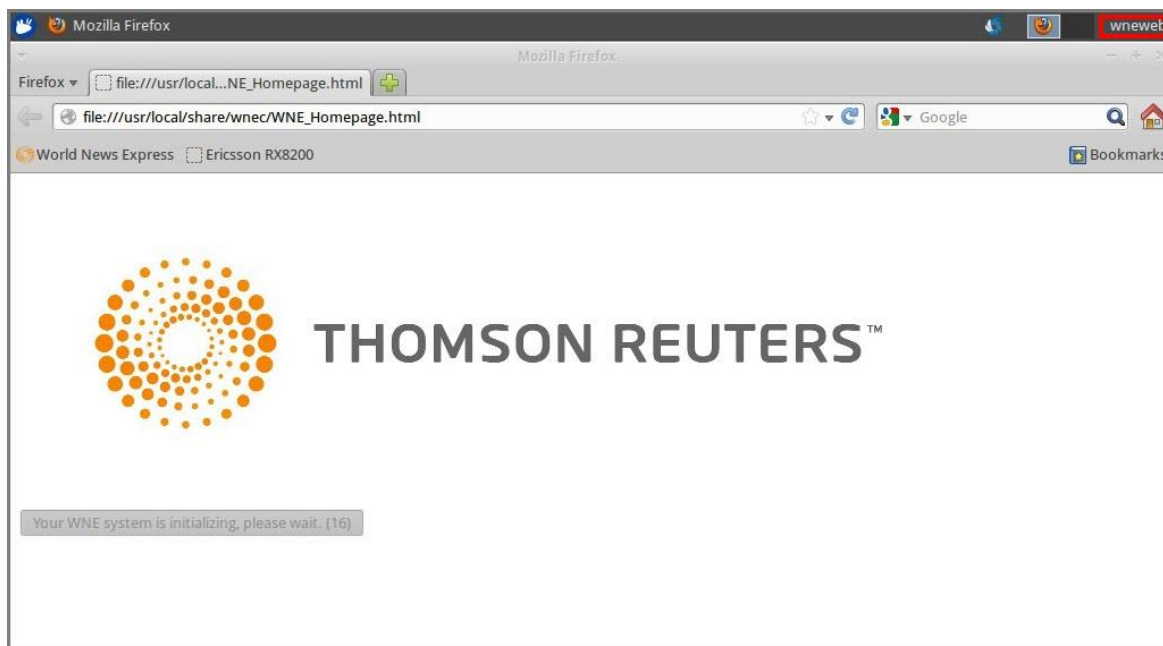 Mozilla Firefox wneweb
Mozilla Firefox
Firefox file:///usr/local...NE_Homepage.html
file:///usr/local/share/wnec/WNE_Homepage.html Google
World News Express Ericsson RX8200 Bookmarks
THOMSON REUTERS™
Your WNE system is initializing, please wait. (16)